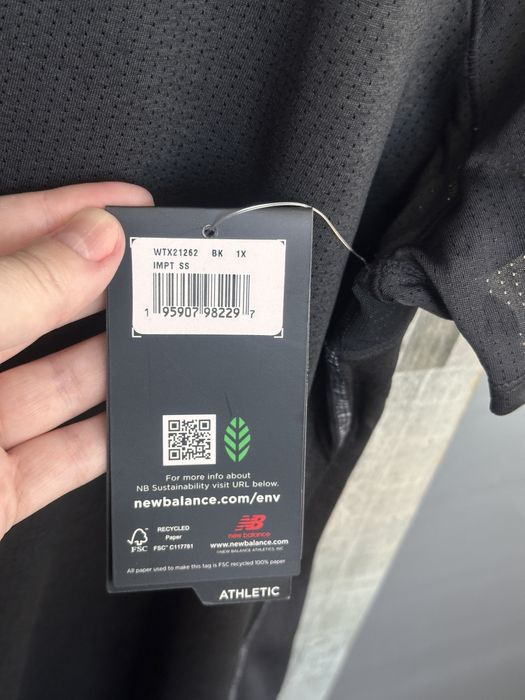 WTX21262 BK 1X
IMPT SS
1 95907 98229 7
For more info about
NB Sustainability visit URL below.
newbalance.com/env
FSC
RECYCLED
Paper
FSC® C117781
NB
new balance
www.newbalance.com
©NEW BALANCE ATHLETICS, INC
All paper used to make this tag is FSC recycled 100% paper
ATHLETIC